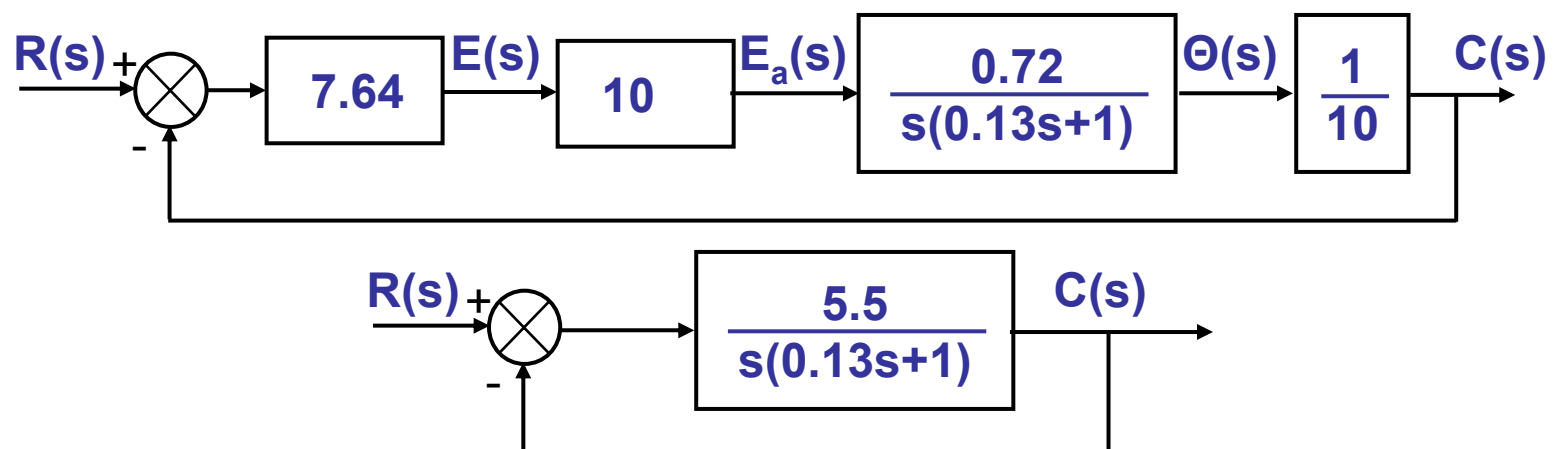 R(s) + 7.64 E(s) 10 Eₐ(s) 0.72 Θ(s) 1 C(s)
s(0.13s+1) 10
-
R(s) + 5.5 C(s)
s(0.13s+1)
-